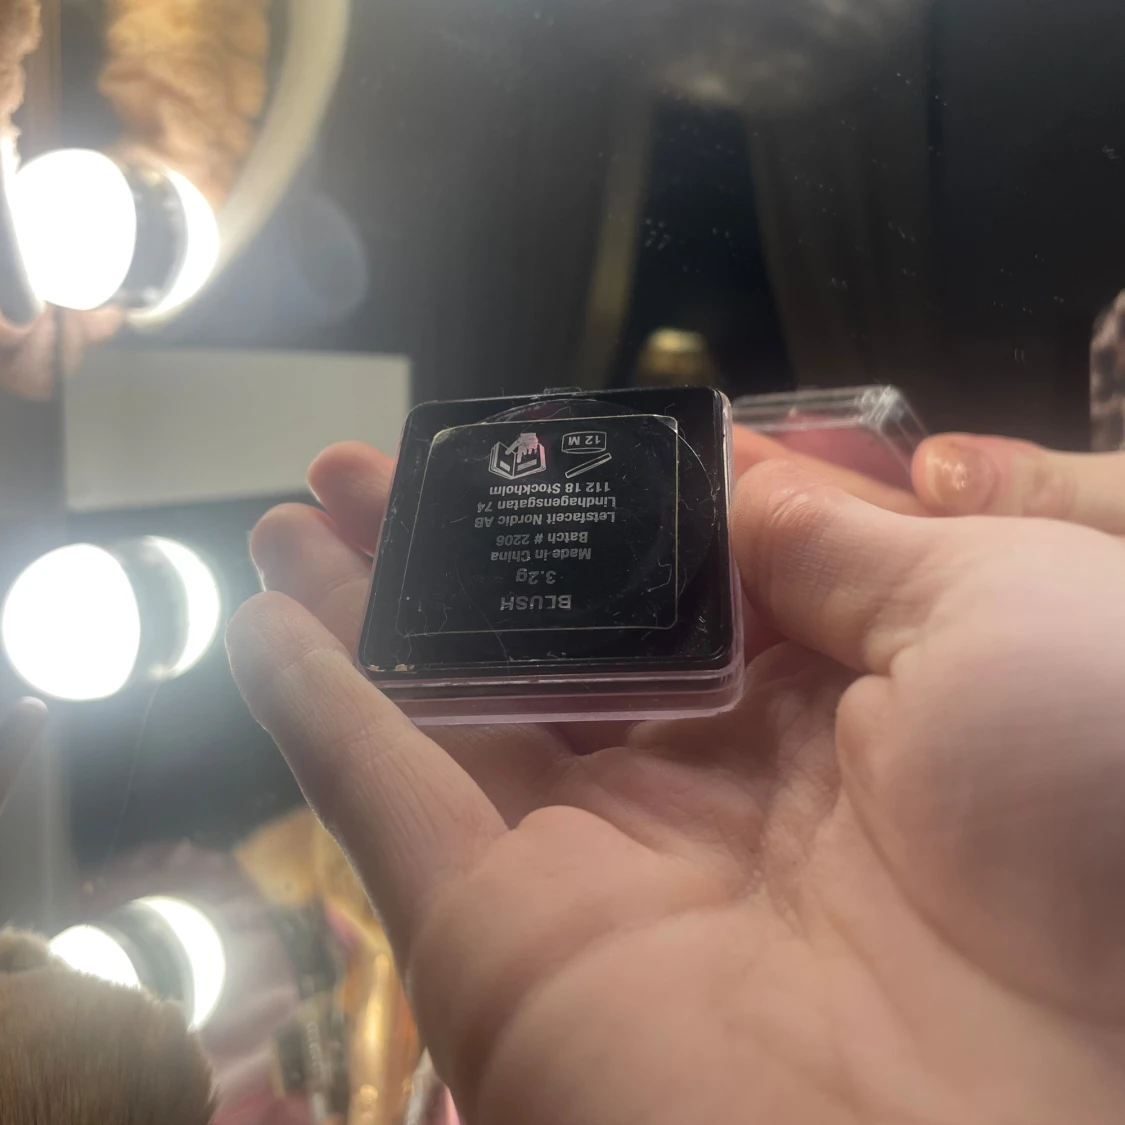 BLUSH
3.2g
Made in China
Batch # 2206
Letsfaceit Nordic AB
Lindhagensgatan 74
112 18 Stockholm
12 M